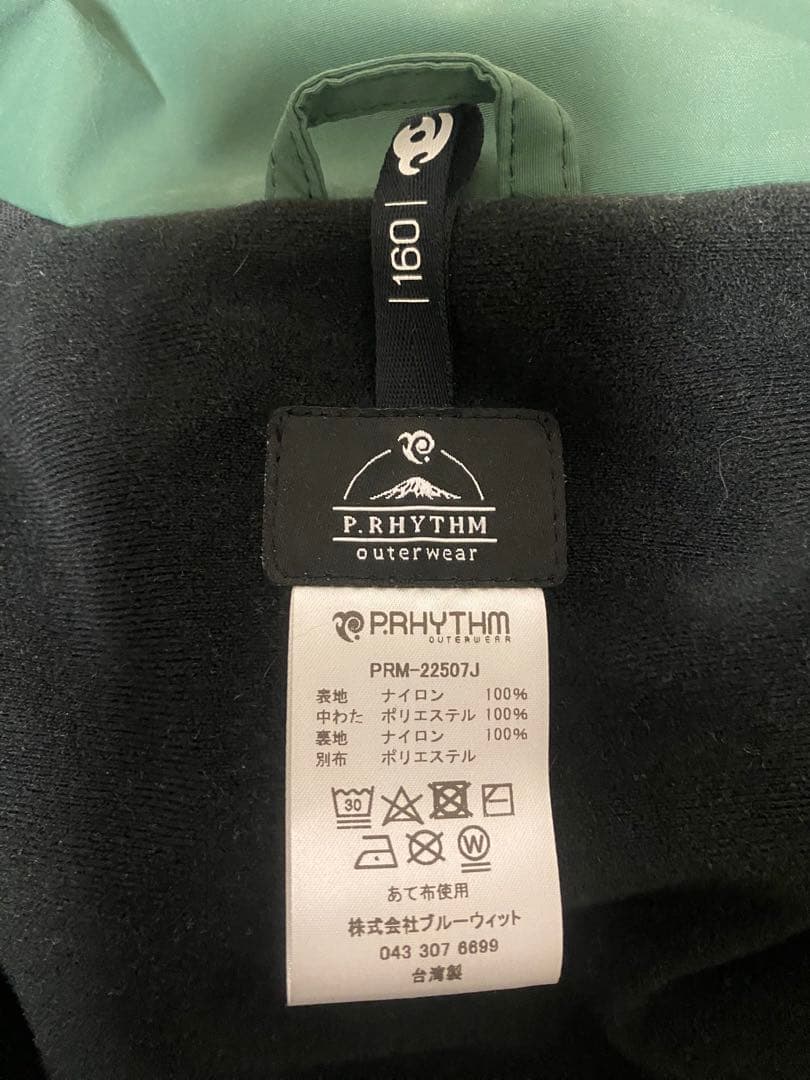 | 160 |
P.RHYTHM
outerwear
P.RHYTHM
OUTERWEAR
PRM-22507J
表地 ナイロン 100%
中わた ポリエステル 100%
裏地 ナイロン 100%
別布 ポリエステル
30
W
あて布使用
株式会社ブルーウィット
043 307 6699
台湾製